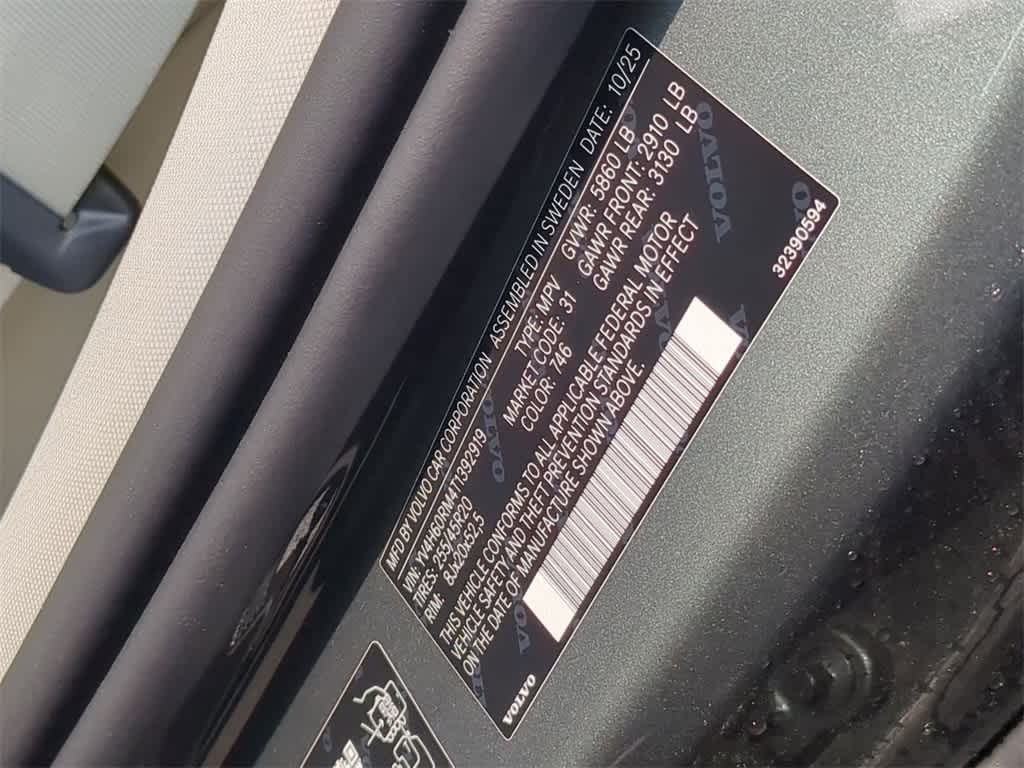 MFD BY VOLVO CAR CORPORATION ASSEMBLED IN SWEDEN DATE: 10/25
VIN: YV4M60RM4T1392919 TYPE: MPV GVWR: 5860 LB
TIRES: 255/45R20 MARKET CODE: 31 GAWR FRONT: 2910 LB
RIM: 8Jx20x52.5 COLOR: 746 GAWR REAR: 3130 LB
THIS VEHICLE CONFORMS TO ALL APPLICABLE FEDERAL MOTOR
VEHICLE SAFETY AND THEFT PREVENTION STANDARDS IN EFFECT
ON THE DATE OF MANUFACTURE SHOWN ABOVE.
VOLVO 32390594